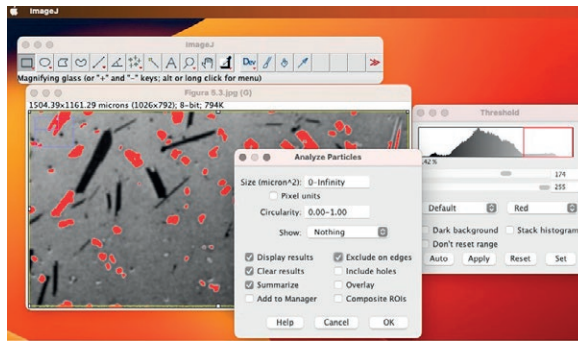 ImageJ
ImageJ
Dev
Magnifying glass (or "+" and "-" keys; alt or long click for menu)
Figure 5.3.jpg (G)
1504.39x1161.29 microns (1026x792); 8-bit; 794K
Threshold
174
255
Default
Red
Dark background
Stack histogram
Don't reset range
Auto
Apply
Reset
Set
Analyze Particles
Size (micron^2): 0-Infinity
Pixel units
Circularity: 0.00-1.00
Show: Nothing
Display results
Exclude on edges
Clear results
Include holes
Summarize
Overlay
Add to Manager
Composite ROIs
Help
Cancel
OK